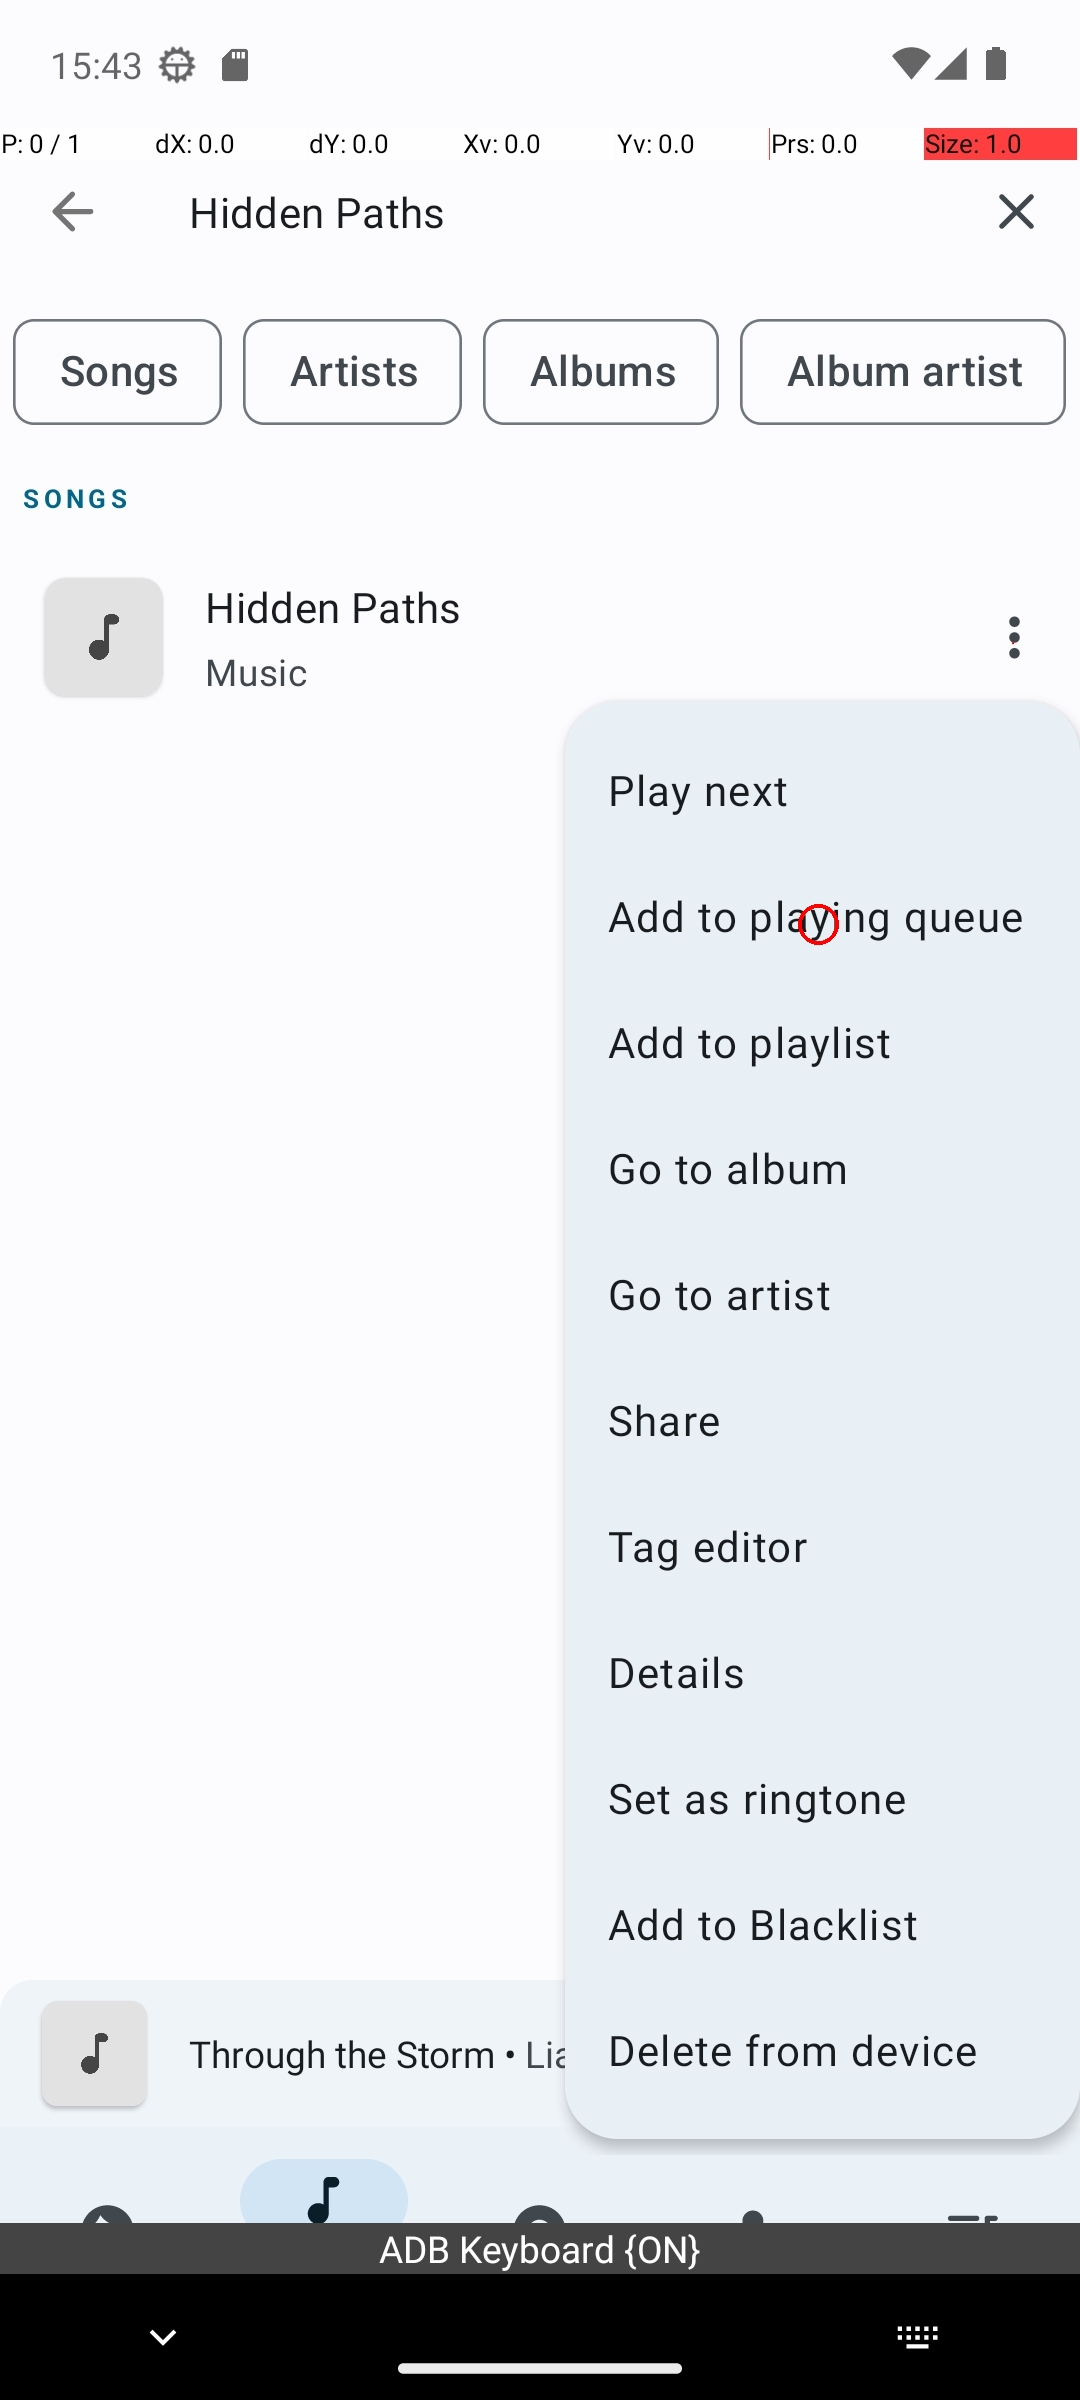 15:43
P: 0 / 1 dX: 0.0 dY: 0.0 Xv: 0.0 Yv: 0.0 Prs: 0.0 Size: 1.0
Hidden Paths
Songs Artists Albums Album artist
SONGS
Hidden Paths
Music
Play next
Add to playing queue
Add to playlist
Go to album
Go to artist
Share
Tag editor
Details
Set as ringtone
Add to Blacklist
Through the Storm • Lia
Delete from device
ADB Keyboard {ON}